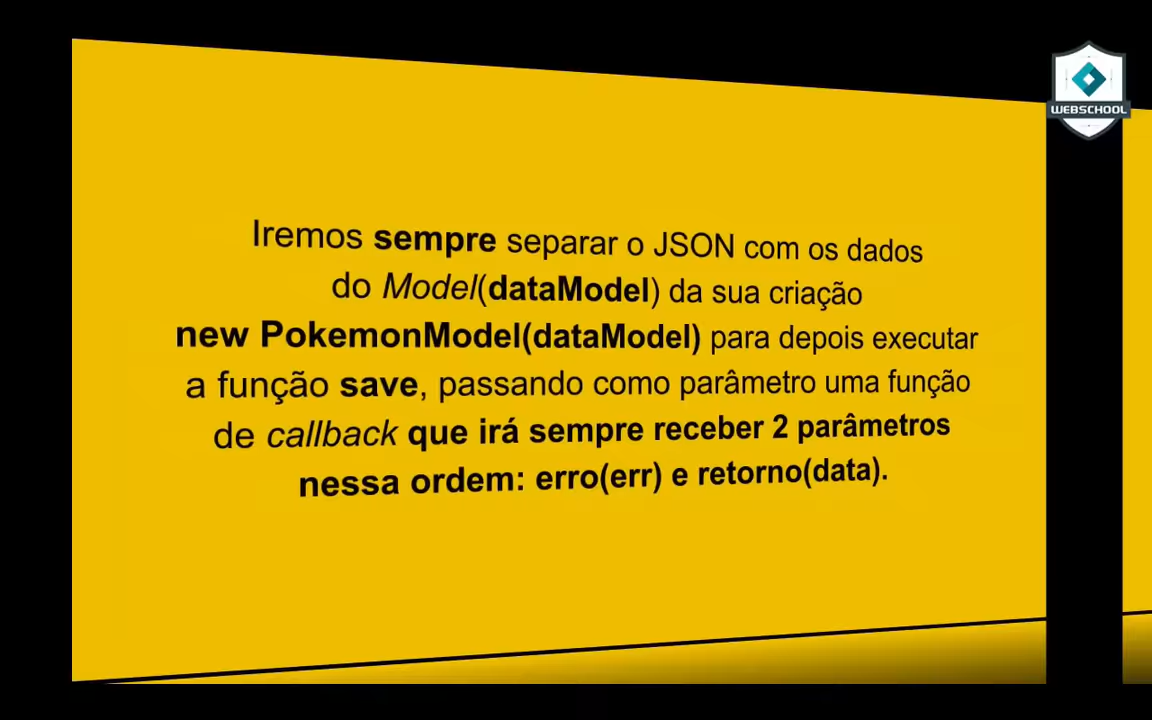 WEBSCHOOL
Iremos sempre separar o JSON com os dados
do Model(dataModel) da sua criação
new PokemonModel(dataModel) para depois executar
a função save, passando como parâmetro uma função
de callback que irá sempre receber 2 parâmetros
nessa ordem: erro(err) e retorno(data).